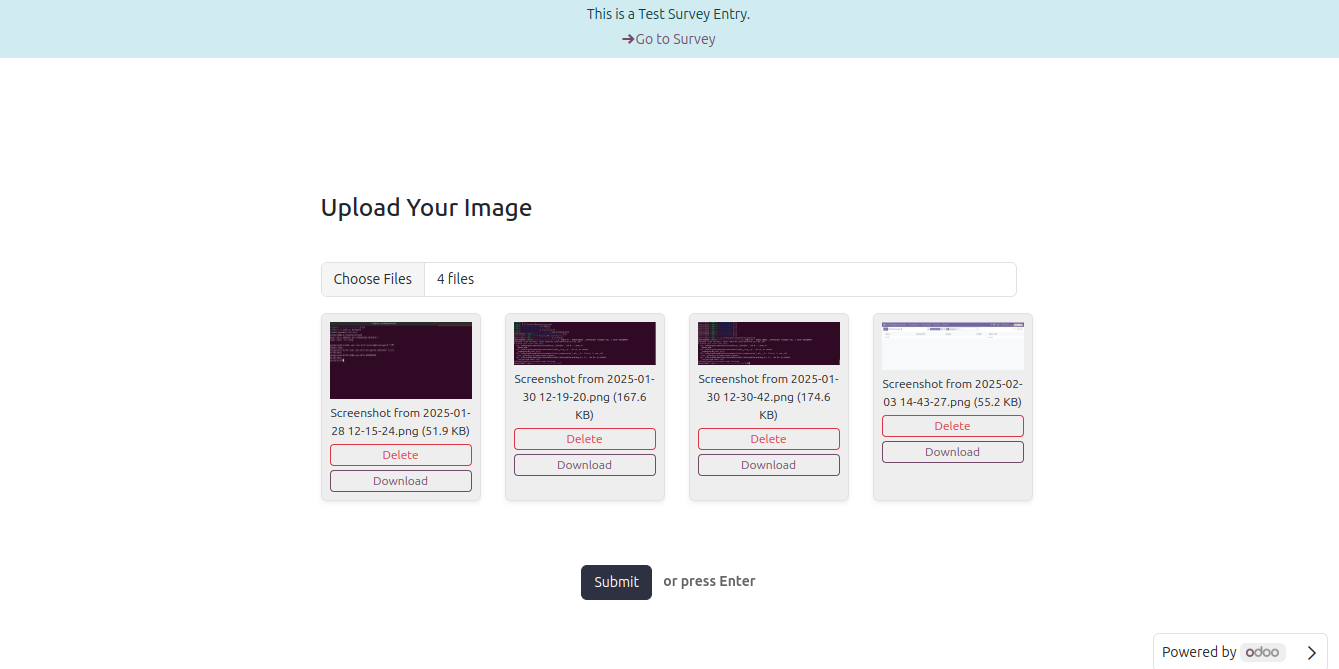 This is a Test Survey Entry.
Go to Survey
Upload Your Image
Choose Files 4 files
Screenshot from 2025-01-
28 12-15-24.png (51.9 KB)
Delete
Download
Screenshot from 2025-01-
30 12-19-20.png (167.6
KB)
Delete
Download
Screenshot from 2025-01-
30 12-30-42.png (174.6
KB)
Delete
Download
Screenshot from 2025-02-
03 14-43-27.png (55.2 KB)
Delete
Download
Submit or press Enter
Powered by odoo